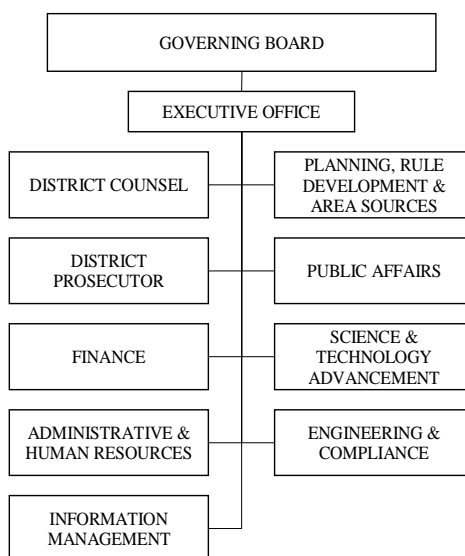 GOVERNING BOARD
EXECUTIVE OFFICE
DISTRICT COUNSEL
PLANNING, RULE
DEVELOPMENT &
AREA SOURCES
DISTRICT
PROSECUTOR
PUBLIC AFFAIRS
FINANCE
SCIENCE &
TECHNOLOGY
ADVANCEMENT
ADMINISTRATIVE &
HUMAN RESOURCES
ENGINEERING &
COMPLIANCE
INFORMATION
MANAGEMENT